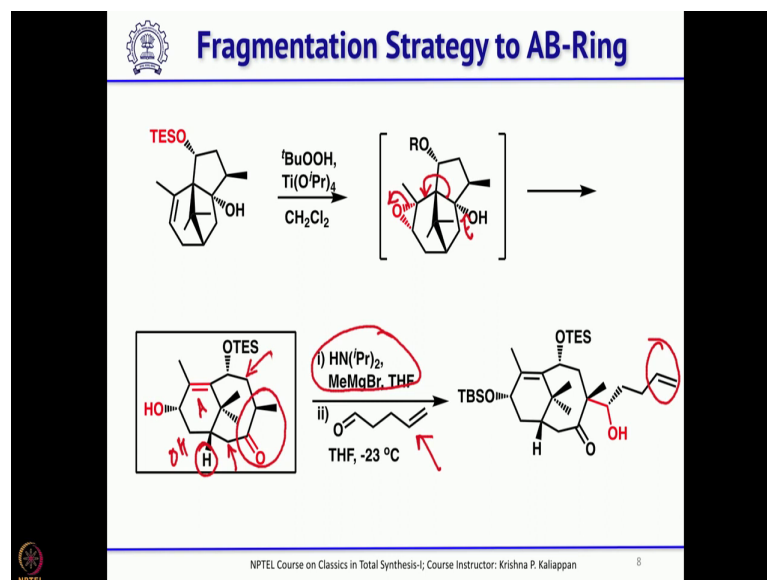 Fragmentation Strategy to AB-Ring
TESO
OH
ᵗBuOOH,
Ti(OⁱPr)₄
CH₂Cl₂
RO
O
OH
OTES
HO
H
O
i) HN(ⁱPr)₂,
MeMgBr, THF
ii)
O
THF, -23 ºC
OTES
TBSO
H
O
OH
NPTEL Course on Classics in Total Synthesis-I; Course Instructor: Krishna P. Kaliappan
8
NPTEL